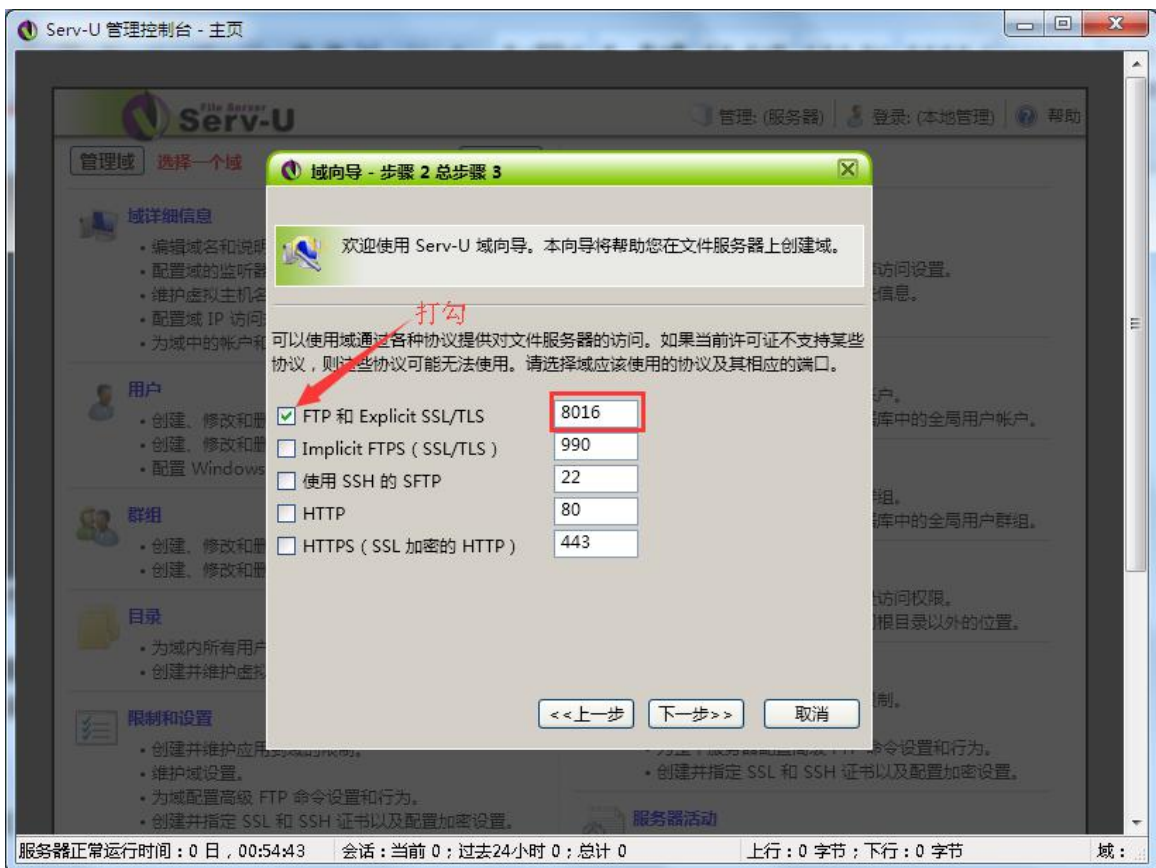 Serv-U 管理控制台 - 主页
File Server
Serv-U
管理: (服务器)
登录: (本地管理)
帮助
管理域
选择一个域
域向导 - 步骤 2 总步骤 3
欢迎使用 Serv-U 域向导。本向导将帮助您在文件服务器上创建域。
打勾
可以使用域通过各种协议提供对文件服务器的访问。如果当前许可证不支持某些
协议，则这些协议可能无法使用。请选择域应该使用的协议及其相应的端口。
FTP 和 Explicit SSL/TLS 8016
Implicit FTPS ( SSL/TLS ) 990
使用 SSH 的 SFTP 22
HTTP 80
HTTPS ( SSL 加密的 HTTP ) 443
<<上一步
下一步>>
取消
域详细信息
• 编辑域名和说明
• 配置域的监听器
• 维护虚拟主机名
• 配置域 IP 访问
• 为域中的帐户和
用户
• 创建、修改和删
• 创建、修改和删
• 配置 Windows
群组
• 创建、修改和删
• 创建、修改和删
目录
• 为域内所有用户
• 创建并维护虚拟
限制和设置
• 创建并维护应用到域的限制。
• 维护域设置。
• 为域配置高级 FTP 命令设置和行为。
• 创建并指定 SSL 和 SSH 证书以及配置加密设置。
访问设置。
信息。
户。
库中的全局用户帐户。
组。
库中的全局用户群组。
访问权限。
根目录以外的位置。
制。
命令设置和行为。
• 创建并指定 SSL 和 SSH 证书以及配置加密设置。
服务器活动
服务器正常运行时间：0 日，00:54:43
会话：当前 0；过去24小时 0；总计 0
上行：0 字节；下行：0 字节
域：